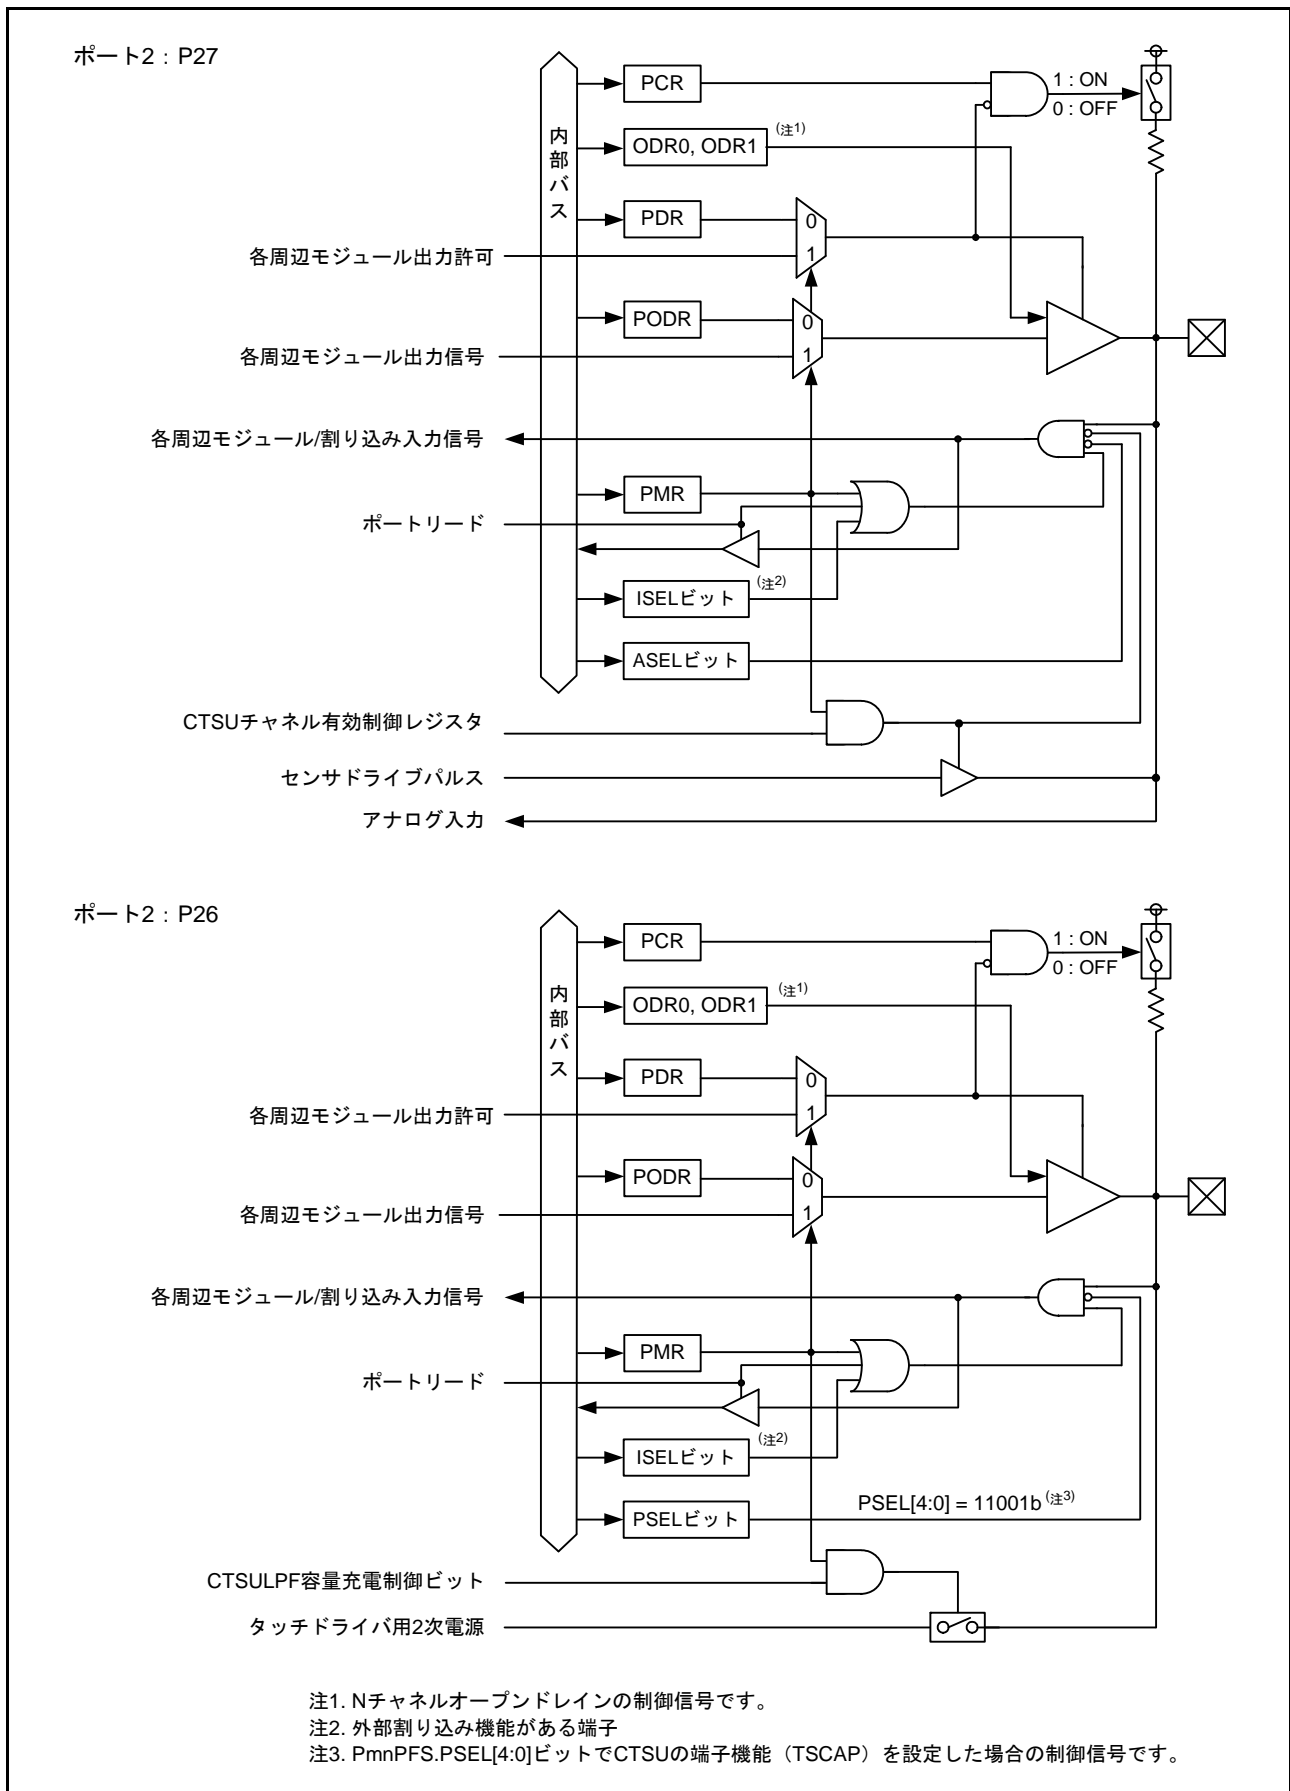 ポート2：P27
PCR
1 : ON
0 : OFF
内部バス
ODR0, ODR1 (注1)
PDR
0
各周辺モジュール出力許可
1
PODR
0
各周辺モジュール出力信号
1
各周辺モジュール/割り込み入力信号
PMR
ポートリード
ISELビット (注2)
ASELビット
CTSUチャネル有効制御レジスタ
センサドライブパルス
アナログ入力
ポート2：P26
PCR
1 : ON
0 : OFF
内部バス
ODR0, ODR1 (注1)
PDR
0
各周辺モジュール出力許可
1
PODR
0
各周辺モジュール出力信号
1
各周辺モジュール/割り込み入力信号
PMR
ポートリード
ISELビット (注2)
PSELビット
PSEL[4:0] = 11001b (注3)
CTSULPF容量充電制御ビット
タッチドライバ用2次電源
注1. Nチャネルオープンドレインの制御信号です。
注2. 外部割り込み機能がある端子
注3. PmnPFS.PSEL[4:0]ビットでCTSUの端子機能（TSCAP）を設定した場合の制御信号です。